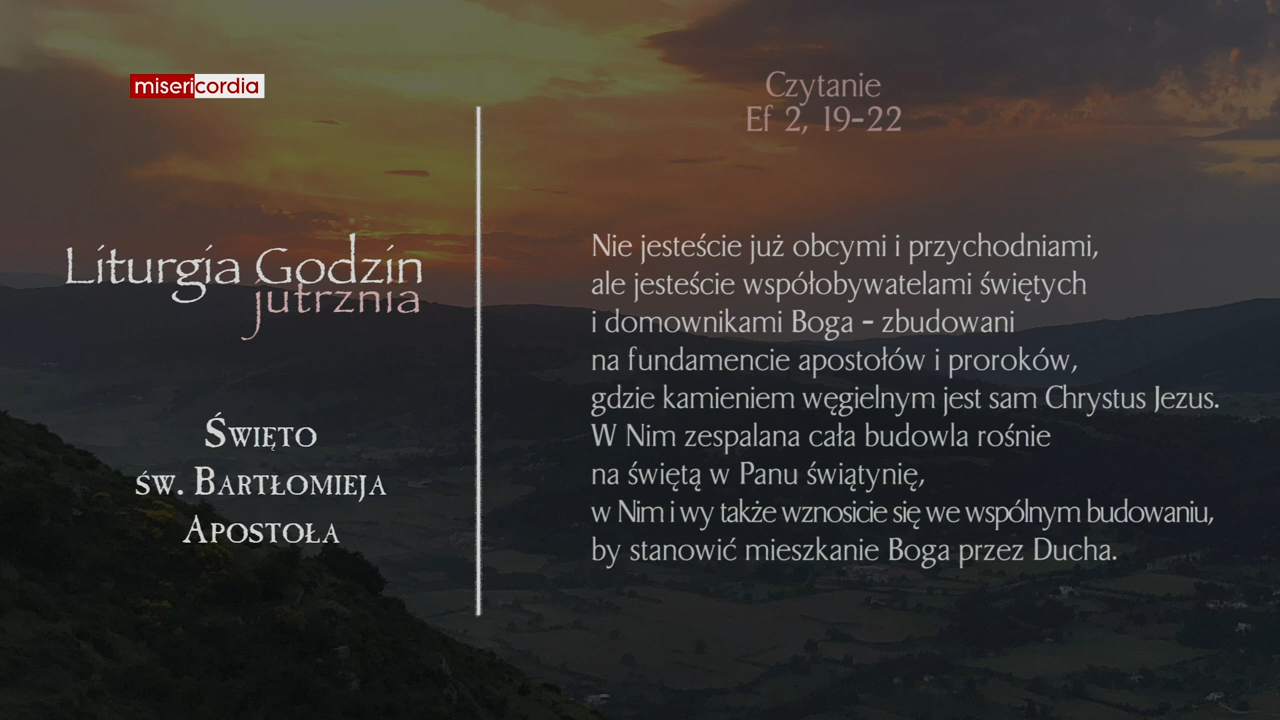 misericordia
Liturgia Godzin
jutrznia
Święto
św. Bartłomieja
Apostoła
Czytanie
Ef 2, 19-22
Nie jesteście już obcymi i przychodniami,
ale jesteście współobywatelami świętych
i domownikami Boga - zbudowani
na fundamencie apostołów i proroków,
gdzie kamieniem węgielnym jest sam Chrystus Jezus.
W Nim zespalana cała budowla rośnie
na świętą w Panu świątynię,
w Nim i wy także wznosicie się we wspólnym budowaniu,
by stanowić mieszkanie Boga przez Ducha.